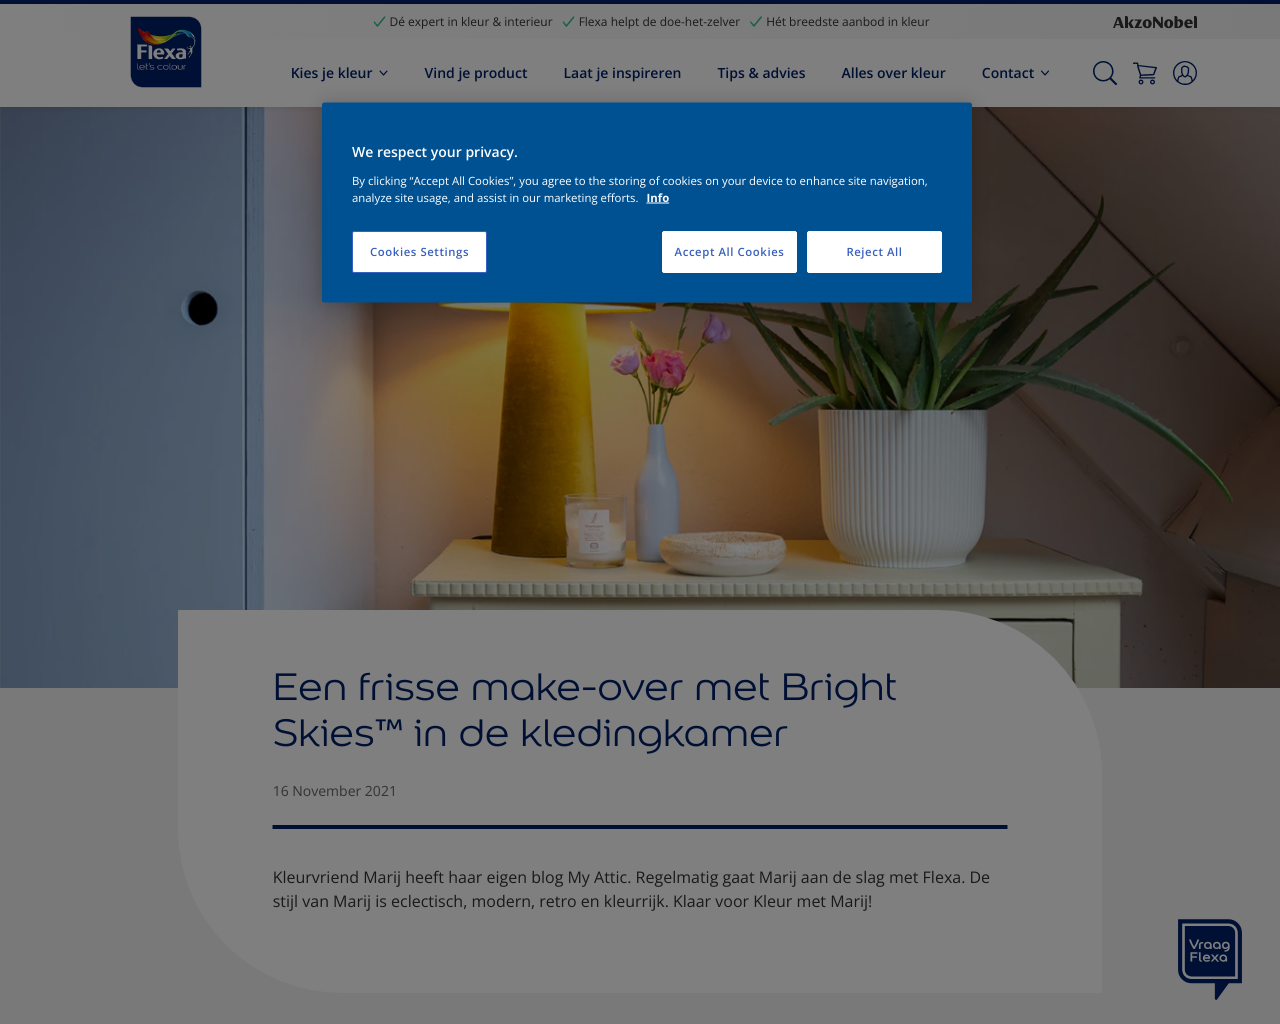 Dé expert in kleur & interieur
Flexa helpt de doe-het-zelver
Hét breedste aanbod in kleur
AkzoNobel
Flexa
let's colour
Kies je kleur
Vind je product
Laat je inspireren
Tips & advies
Alles over kleur
Contact
We respect your privacy.
By clicking “Accept All Cookies”, you agree to the storing of cookies on your device to enhance site navigation,
analyze site usage, and assist in our marketing efforts. Info
Cookies Settings
Accept All Cookies
Reject All
Een frisse make-over met Bright
Skies™ in de kledingkamer
16 November 2021
Kleurvriend Marij heeft haar eigen blog My Attic. Regelmatig gaat Marij aan de slag met Flexa. De
stijl van Marij is eclectisch, modern, retro en kleurrijk. Klaar voor Kleur met Marij!
Vraag
Flexa